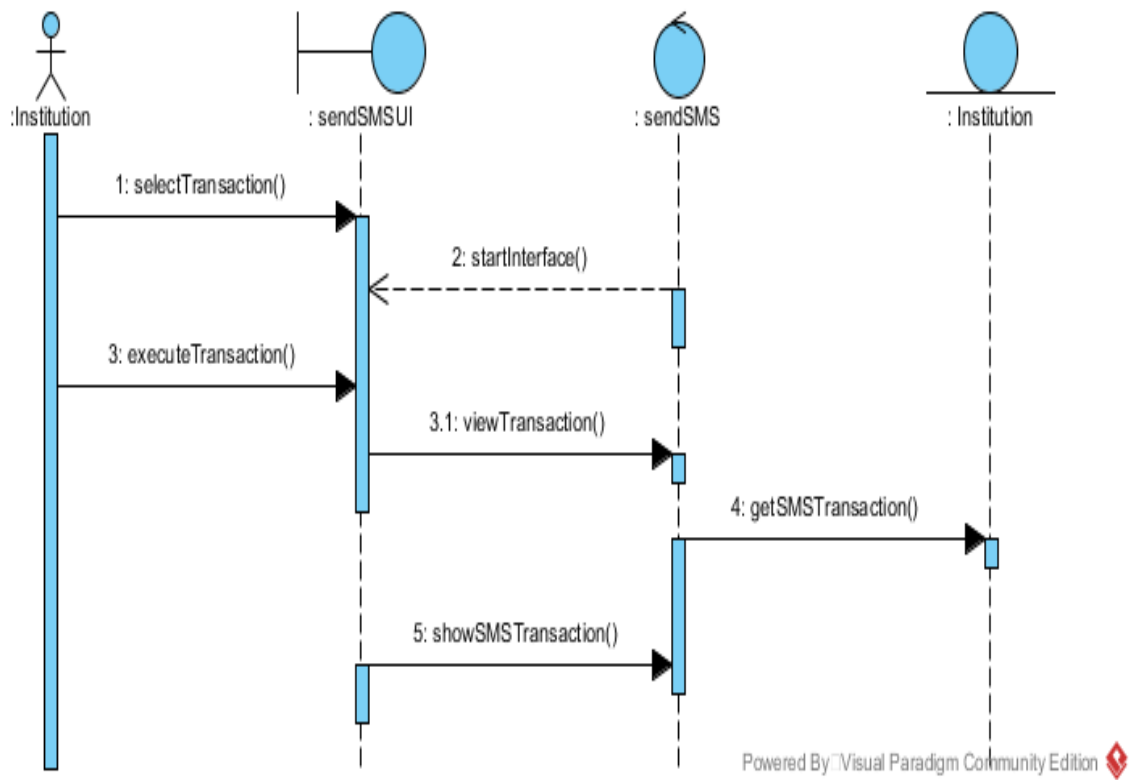 :Institution
: sendSMSUI
: sendSMS
: Institution
1: selectTransaction()
2: startInterface()
3: executeTransaction()
3.1: viewTransaction()
4: getSMSTransaction()
5: showSMSTransaction()
Powered By□Visual Paradigm Community Edition